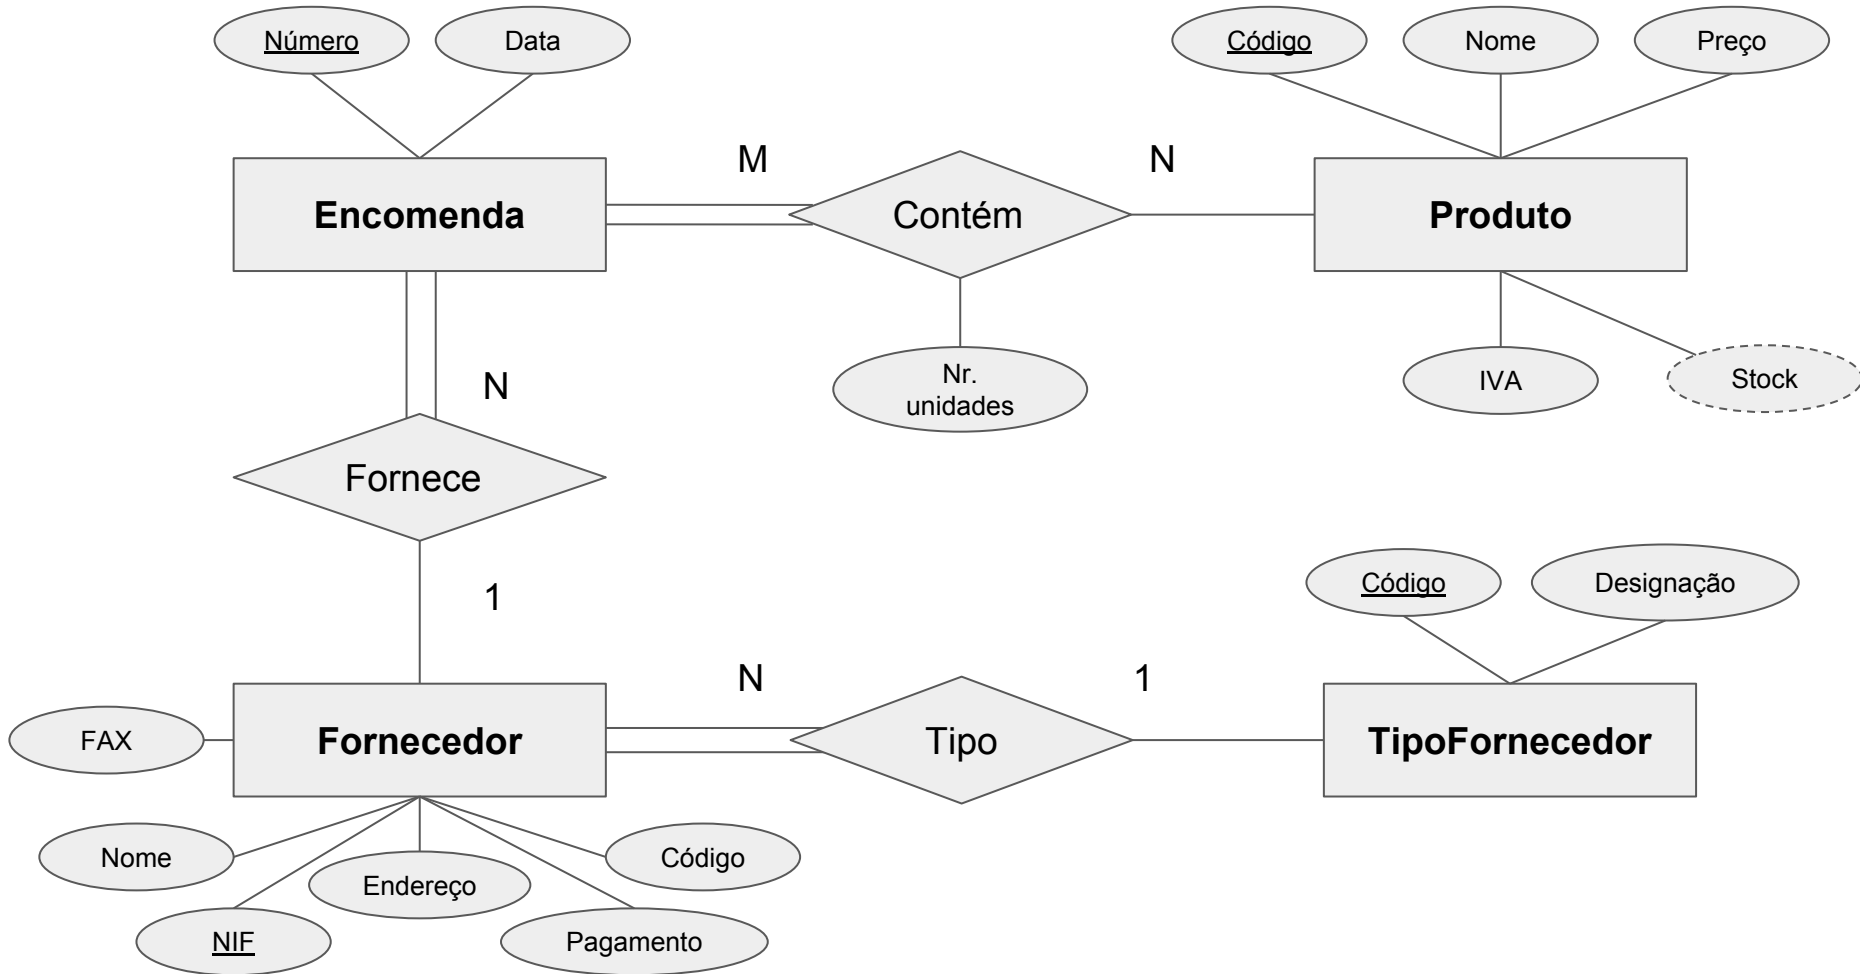 Número
Data
Código
Nome
Preço
M
N
Encomenda
Contém
Produto
Nr.
unidades
IVA
Stock
N
Fornece
1
Código
Designação
N
1
FAX
Fornecedor
Tipo
TipoFornecedor
Nome
Endereço
Código
NIF
Pagamento